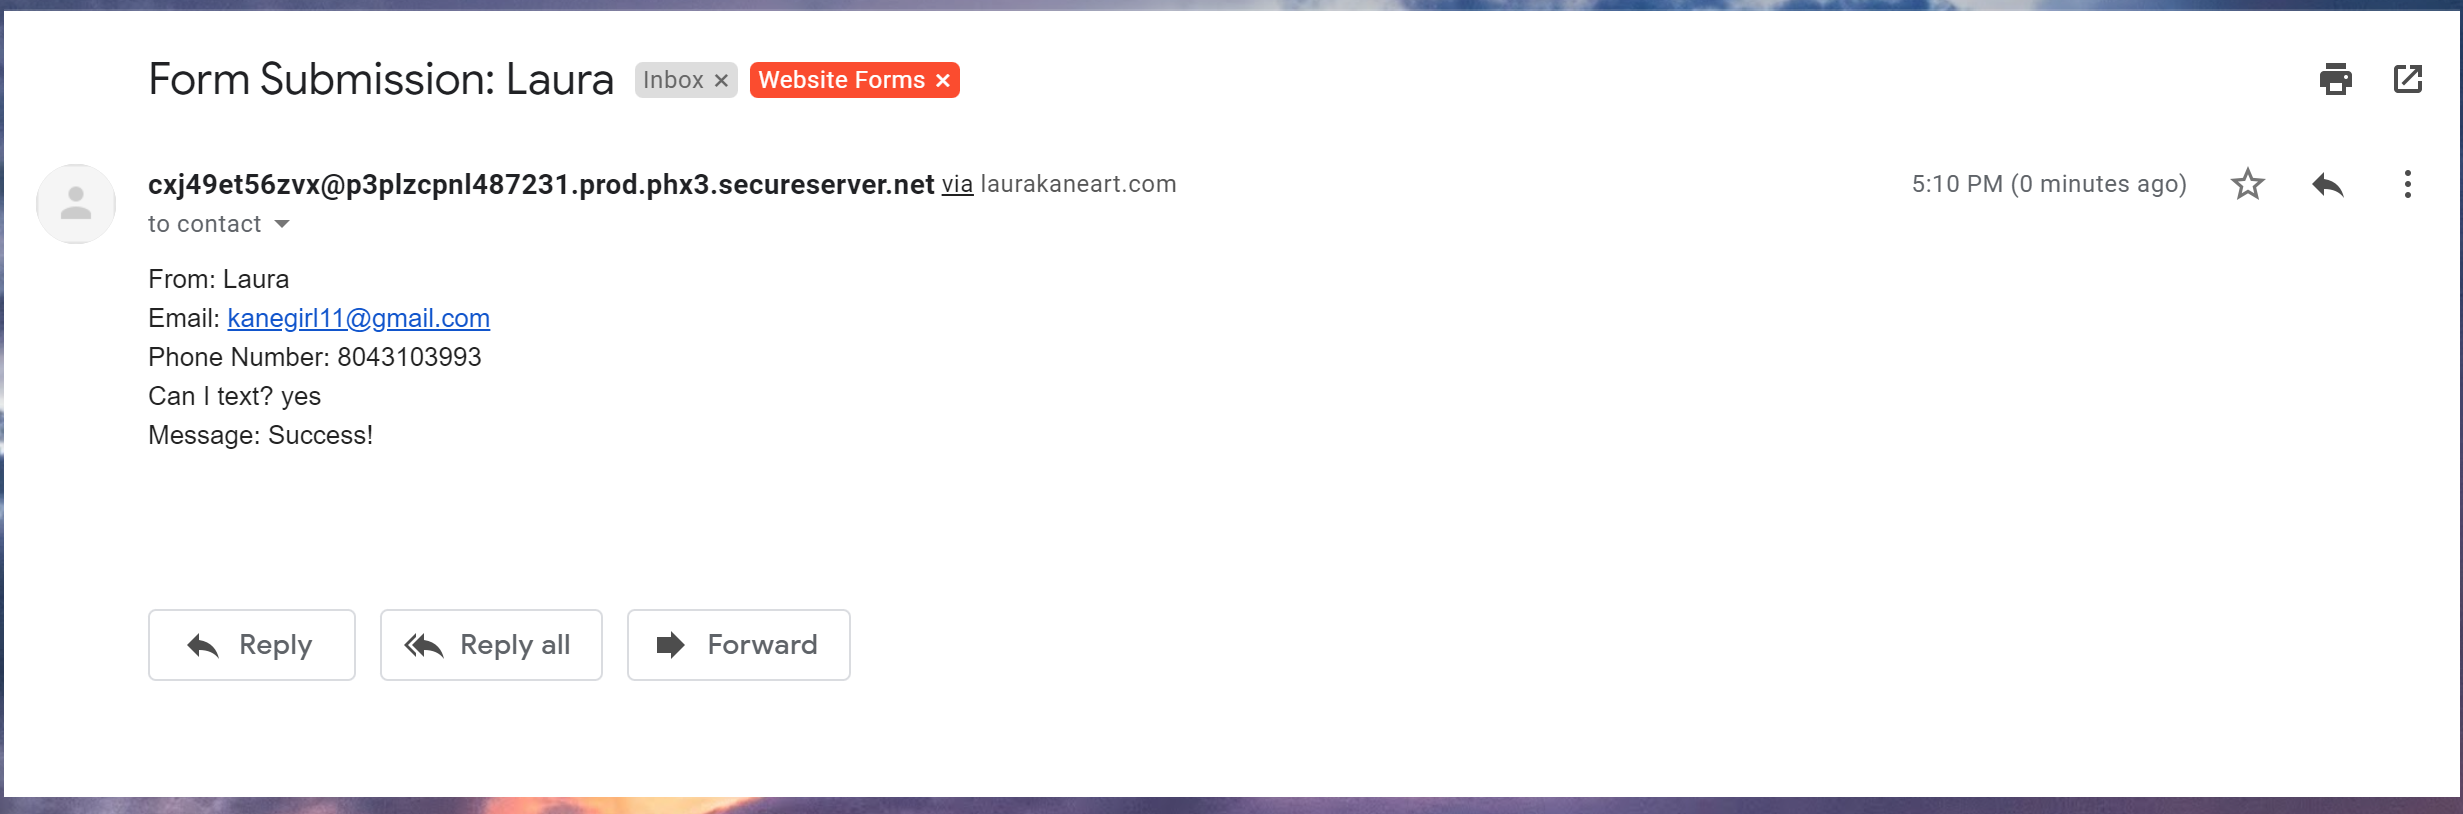 Form Submission: Laura Inbox × Website Forms ×
cxj49et56zvx@p3plzcpnl487231.prod.phx3.secureserver.net via laurakaneart.com 5:10 PM (0 minutes ago)
to contact
From: Laura
Email: kanegirl11@gmail.com
Phone Number: 8043103993
Can I text? yes
Message: Success!
Reply Reply all Forward